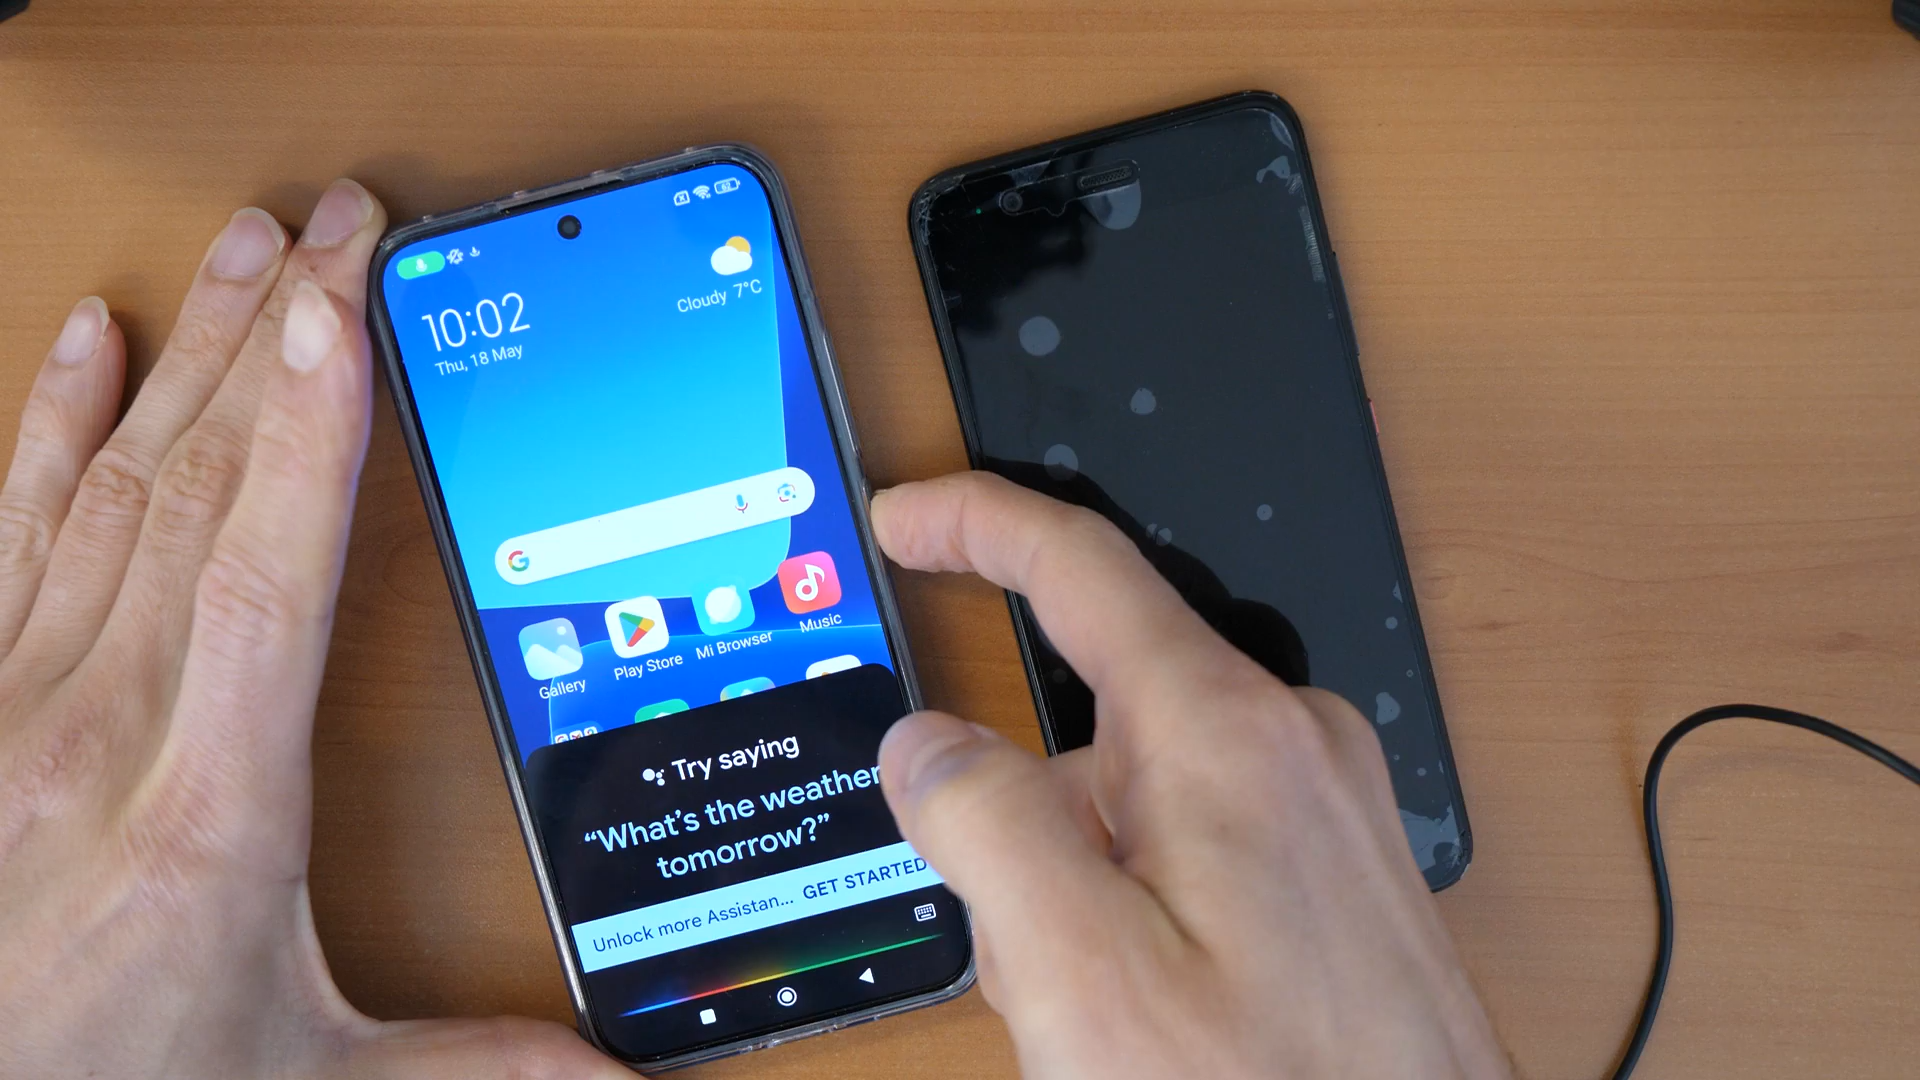 62
10:02
Thu, 18 May
Cloudy 7°C
G
Gallery
Play Store
Mi Browser
Music
Try saying
“What's the weather
tomorrow?”
Unlock more Assistan... GET STARTED